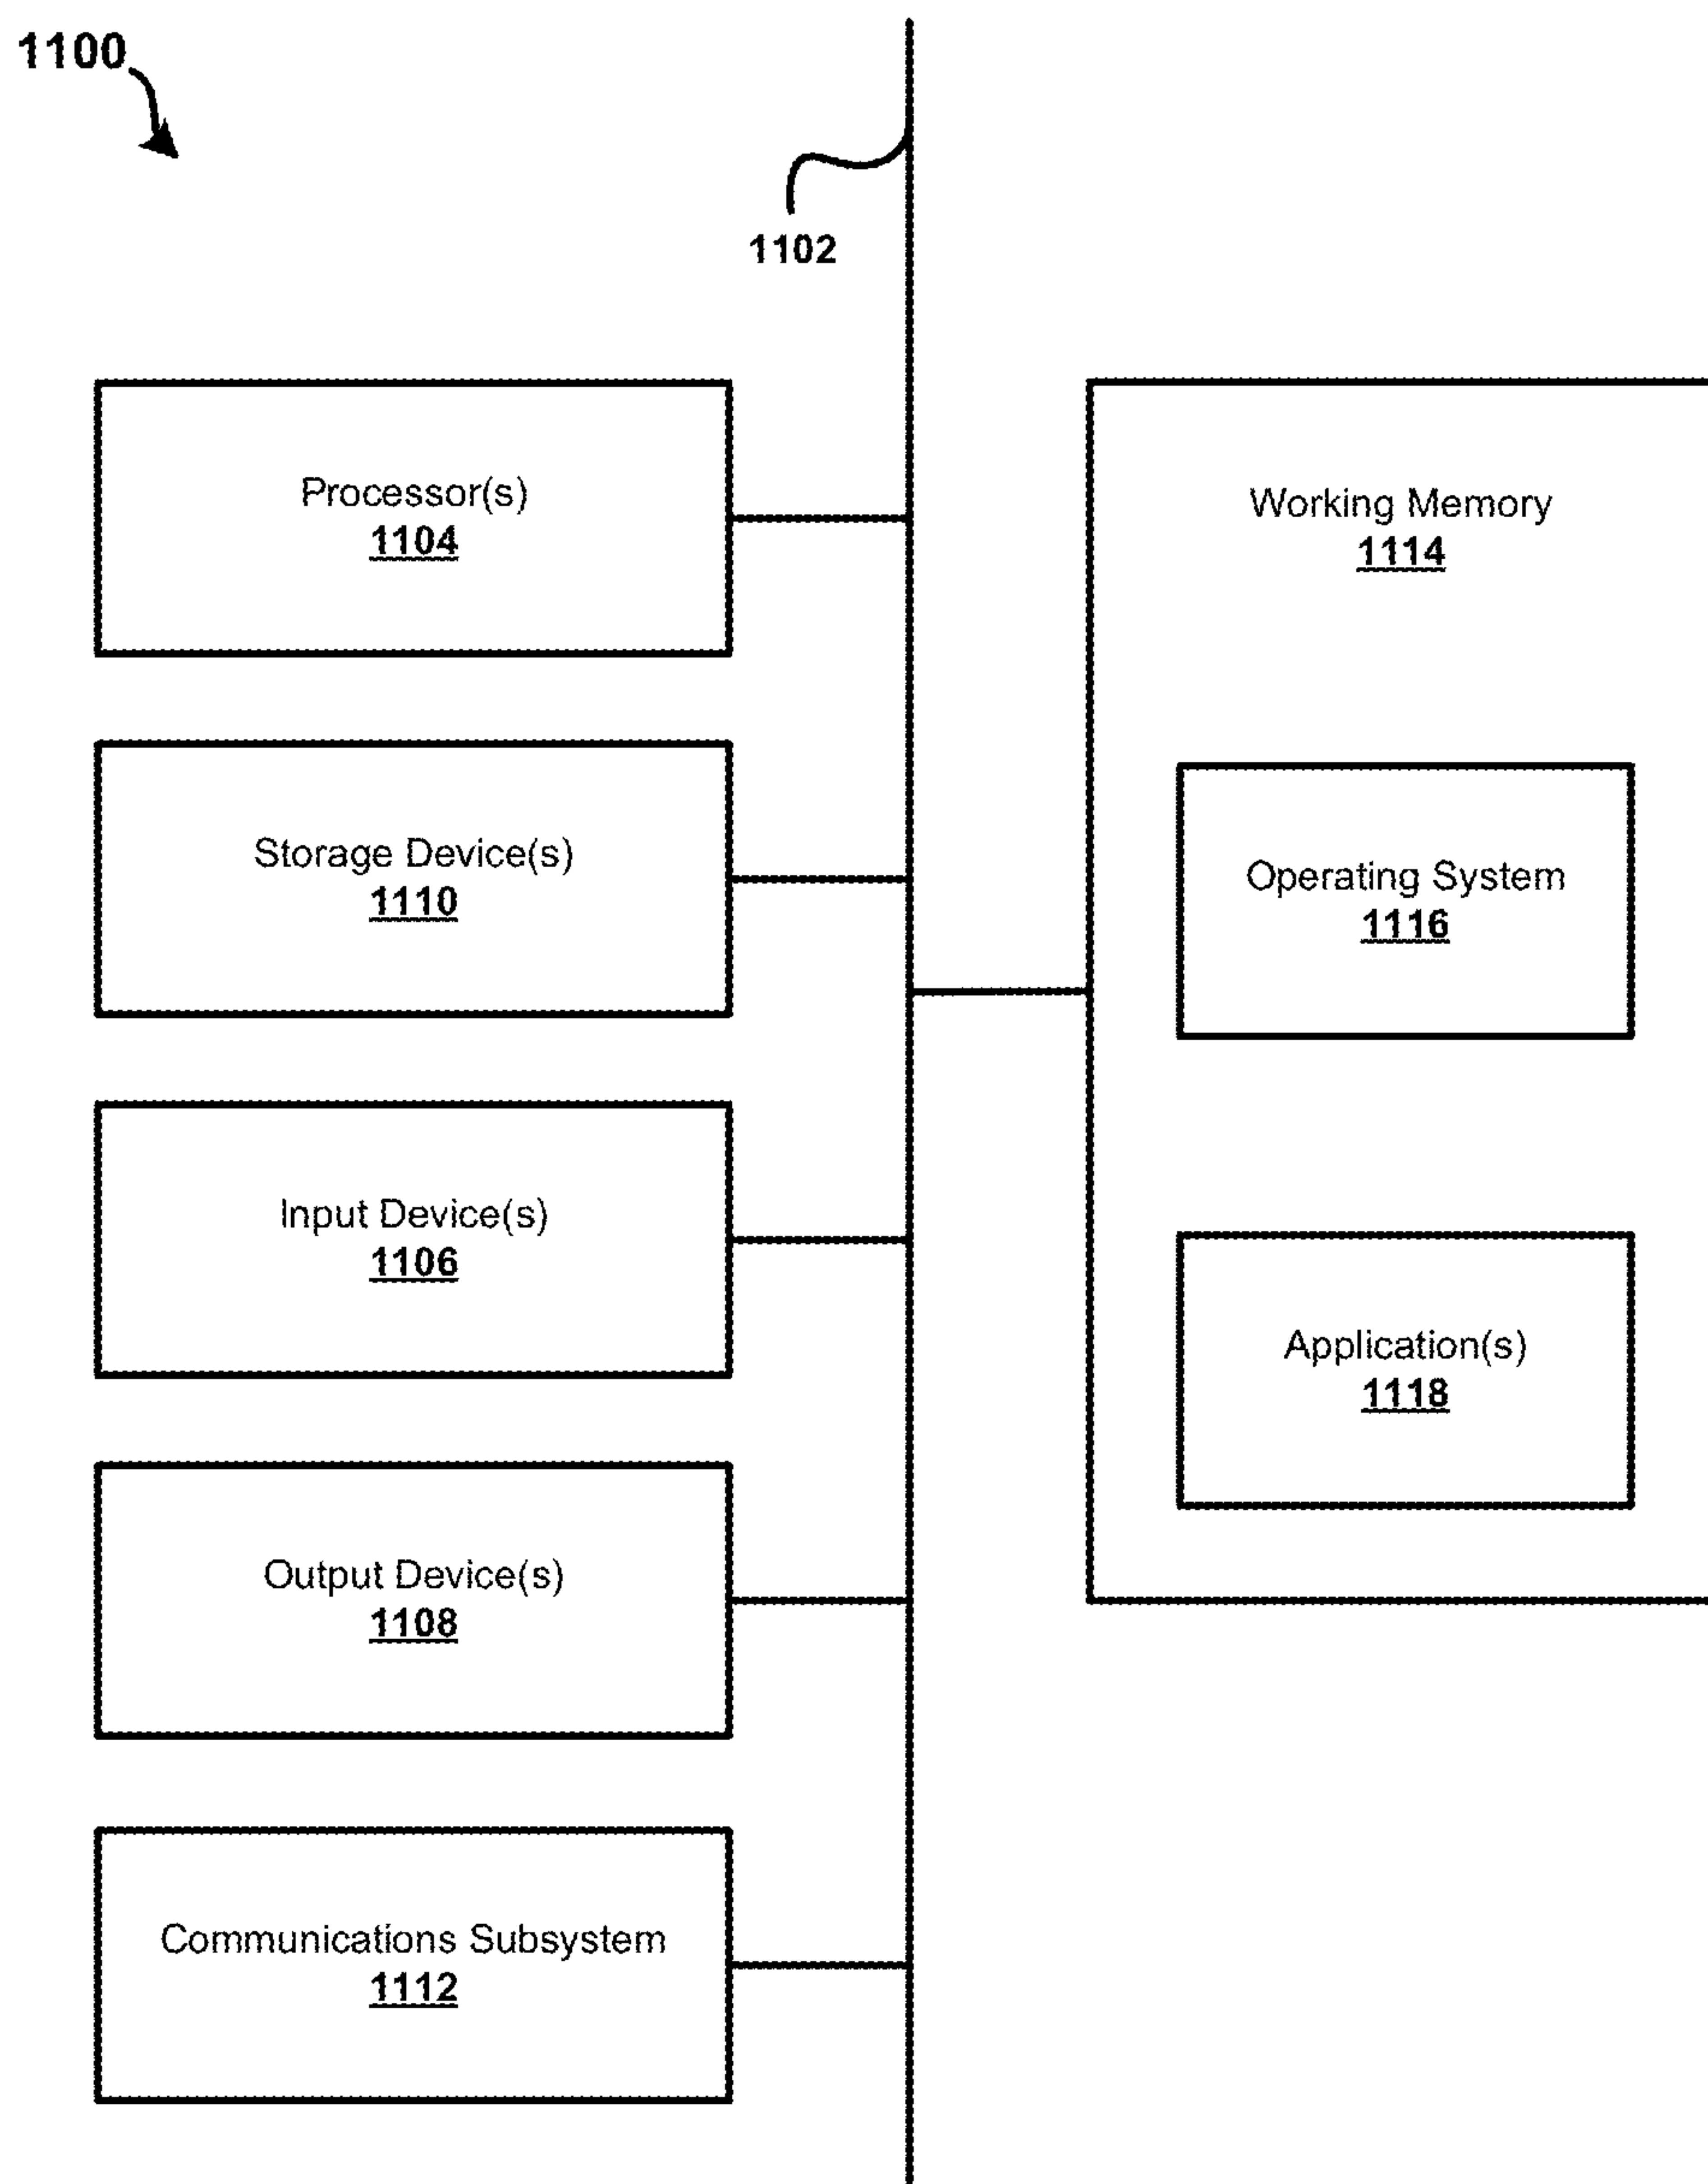 1100
1102
Processor(s)
1104
Storage Device(s)
1110
Input Device(s)
1106
Output Device(s)
1108
Communications Subsystem
1112
Working Memory
1114
Operating System
1116
Application(s)
1118